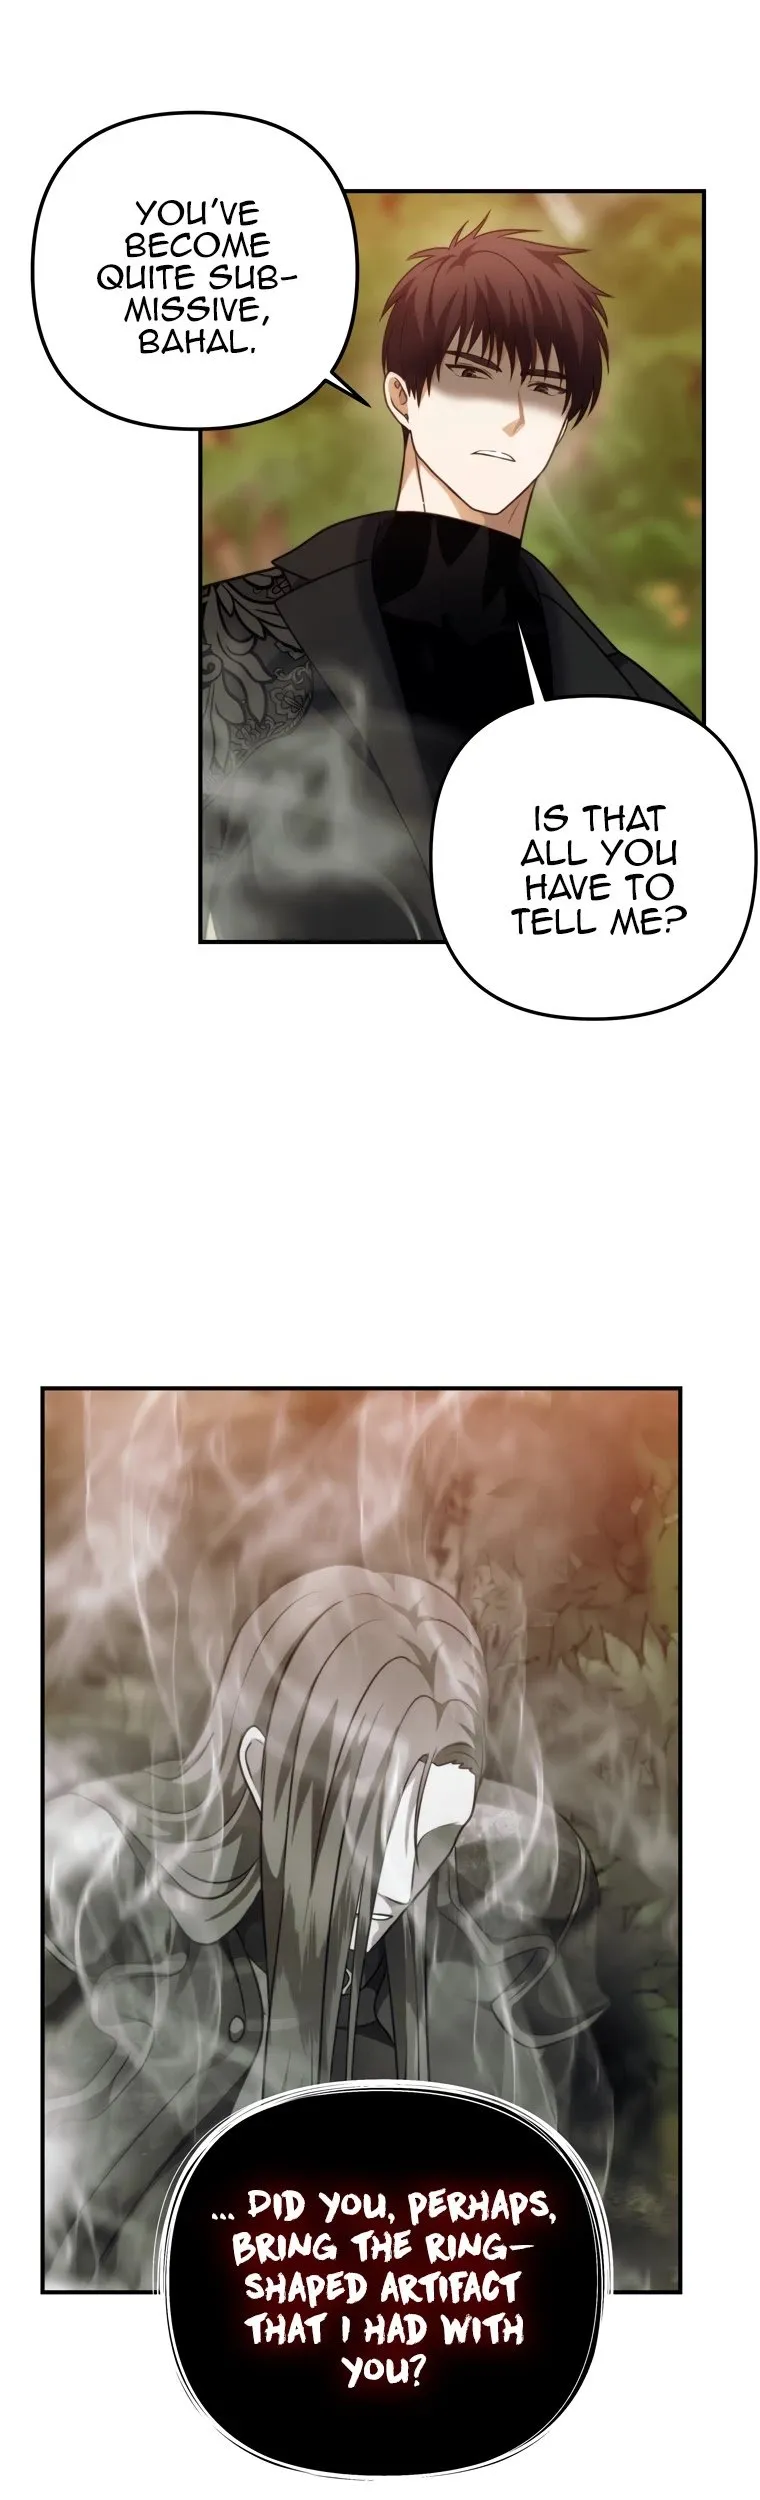 YOU'VE
BECOME
QUITE SUB-
MISSIVE,
BAHAL.
IS THAT
ALL YOU
HAVE TO
TELL ME?
... DID YOU, PERHAPS,
BRING THE RING-
SHAPED ARTIFACT
THAT I HAD WITH
YOU?